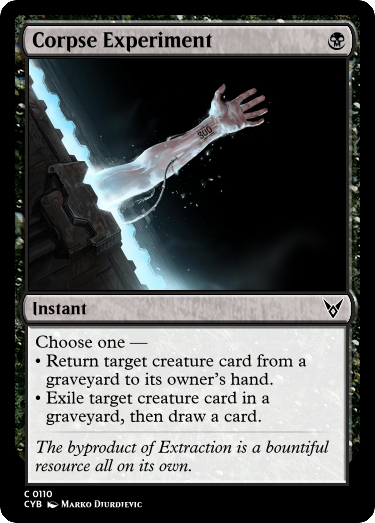 Corpse Experiment
300
Instant
Choose one —
• Return target creature card from a
graveyard to its owner's hand.
• Exile target creature card in a
graveyard, then draw a card.
The byproduct of Extraction is a bountiful
resource all on its own.
C 0110
CYB Marko Djurdjevic